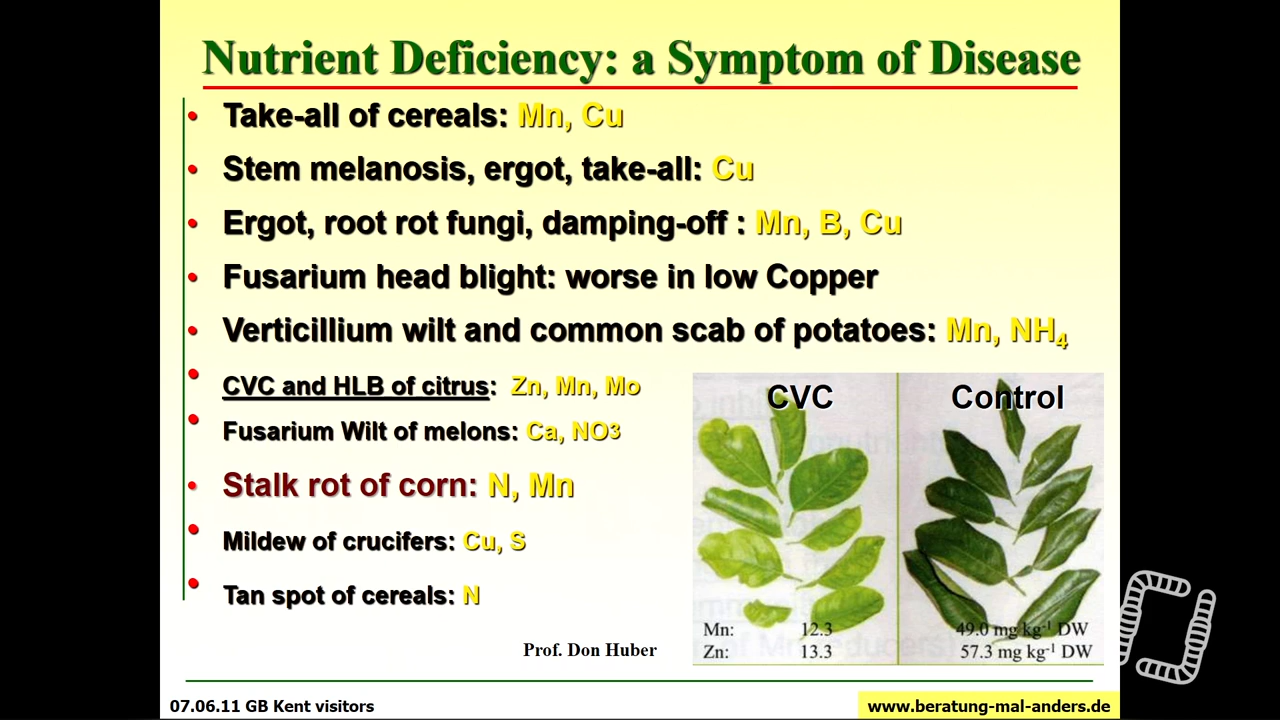 Nutrient Deficiency: a Symptom of Disease
• Take-all of cereals: Mn, Cu
• Stem melanosis, ergot, take-all: Cu
• Ergot, root rot fungi, damping-off : Mn, B, Cu
• Fusarium head blight: worse in low Copper
• Verticillium wilt and common scab of potatoes: Mn, NH4
• CVC and HLB of citrus: Zn, Mn, Mo
• Fusarium Wilt of melons: Ca, NO3
• Stalk rot of corn: N, Mn
• Mildew of crucifers: Cu, S
• Tan spot of cereals: N
CVC Control
Mn: 12.3 49.0 mg kg-1 DW
Zn: 13.3 57.3 mg kg-1 DW
Prof. Don Huber
07.06.11 GB Kent visitors
www.beratung-mal-anders.de